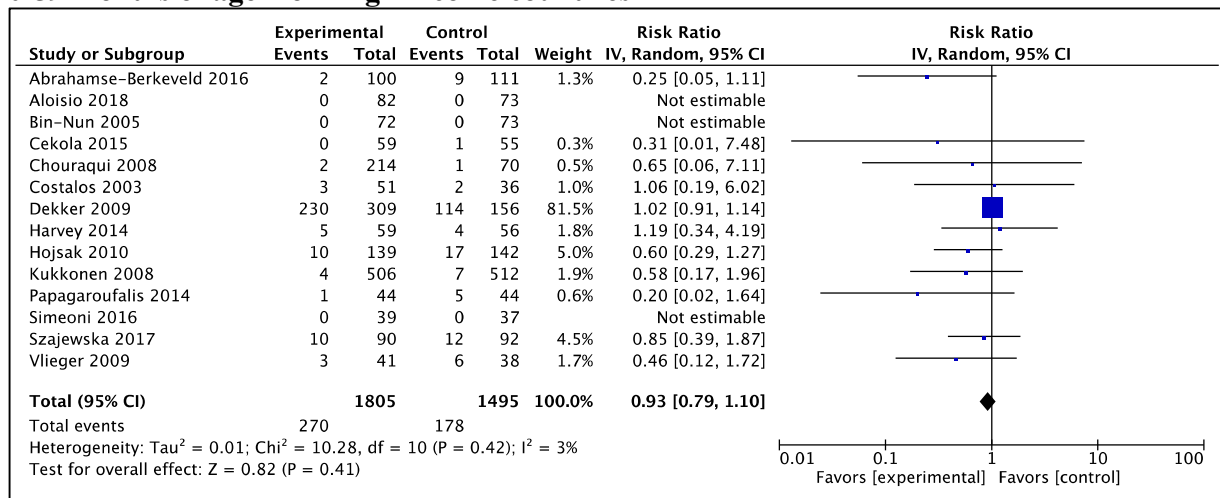 Experimental Control Risk Ratio Risk Ratio
Study or Subgroup Events Total Events Total Weight IV, Random, 95% CI IV, Random, 95% CI
Abrahamse-Berkeveld 2016 2 100 9 111 1.3% 0.25 [0.05, 1.11]
Aloisio 2018 0 82 0 73 Not estimable
Bin-Nun 2005 0 72 0 73 Not estimable
Cekola 2015 0 59 1 55 0.3% 0.31 [0.01, 7.48]
Chouraqui 2008 2 214 1 70 0.5% 0.65 [0.06, 7.11]
Costalos 2003 3 51 2 36 1.0% 1.06 [0.19, 6.02]
Dekker 2009 230 309 114 156 81.5% 1.02 [0.91, 1.14]
Harvey 2014 5 59 4 56 1.8% 1.19 [0.34, 4.19]
Hojsak 2010 10 139 17 142 5.0% 0.60 [0.29, 1.27]
Kukkonen 2008 4 506 7 512 1.9% 0.58 [0.17, 1.96]
Papagaroufalis 2014 1 44 5 44 0.6% 0.20 [0.02, 1.64]
Simeoni 2016 0 39 0 37 Not estimable
Szajewska 2017 10 90 12 92 4.5% 0.85 [0.39, 1.87]
Vlieger 2009 3 41 6 38 1.7% 0.46 [0.12, 1.72]
Total (95% CI) 1805 1495 100.0% 0.93 [0.79, 1.10]
Total events 270 178
Heterogeneity: Tau² = 0.01; Chi² = 10.28, df = 10 (P = 0.42); I² = 3%
Test for overall effect: Z = 0.82 (P = 0.41)
0.01 0.1 1 10 100
Favors [experimental] Favors [control]